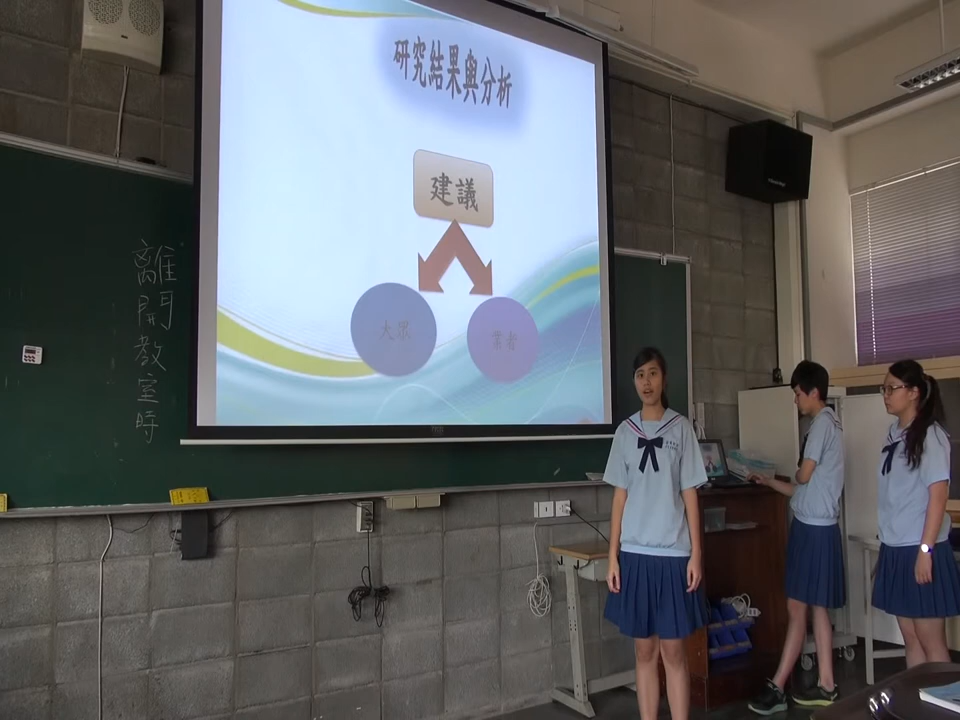 研究結果與分析
建議
大眾
業者
離開教室時